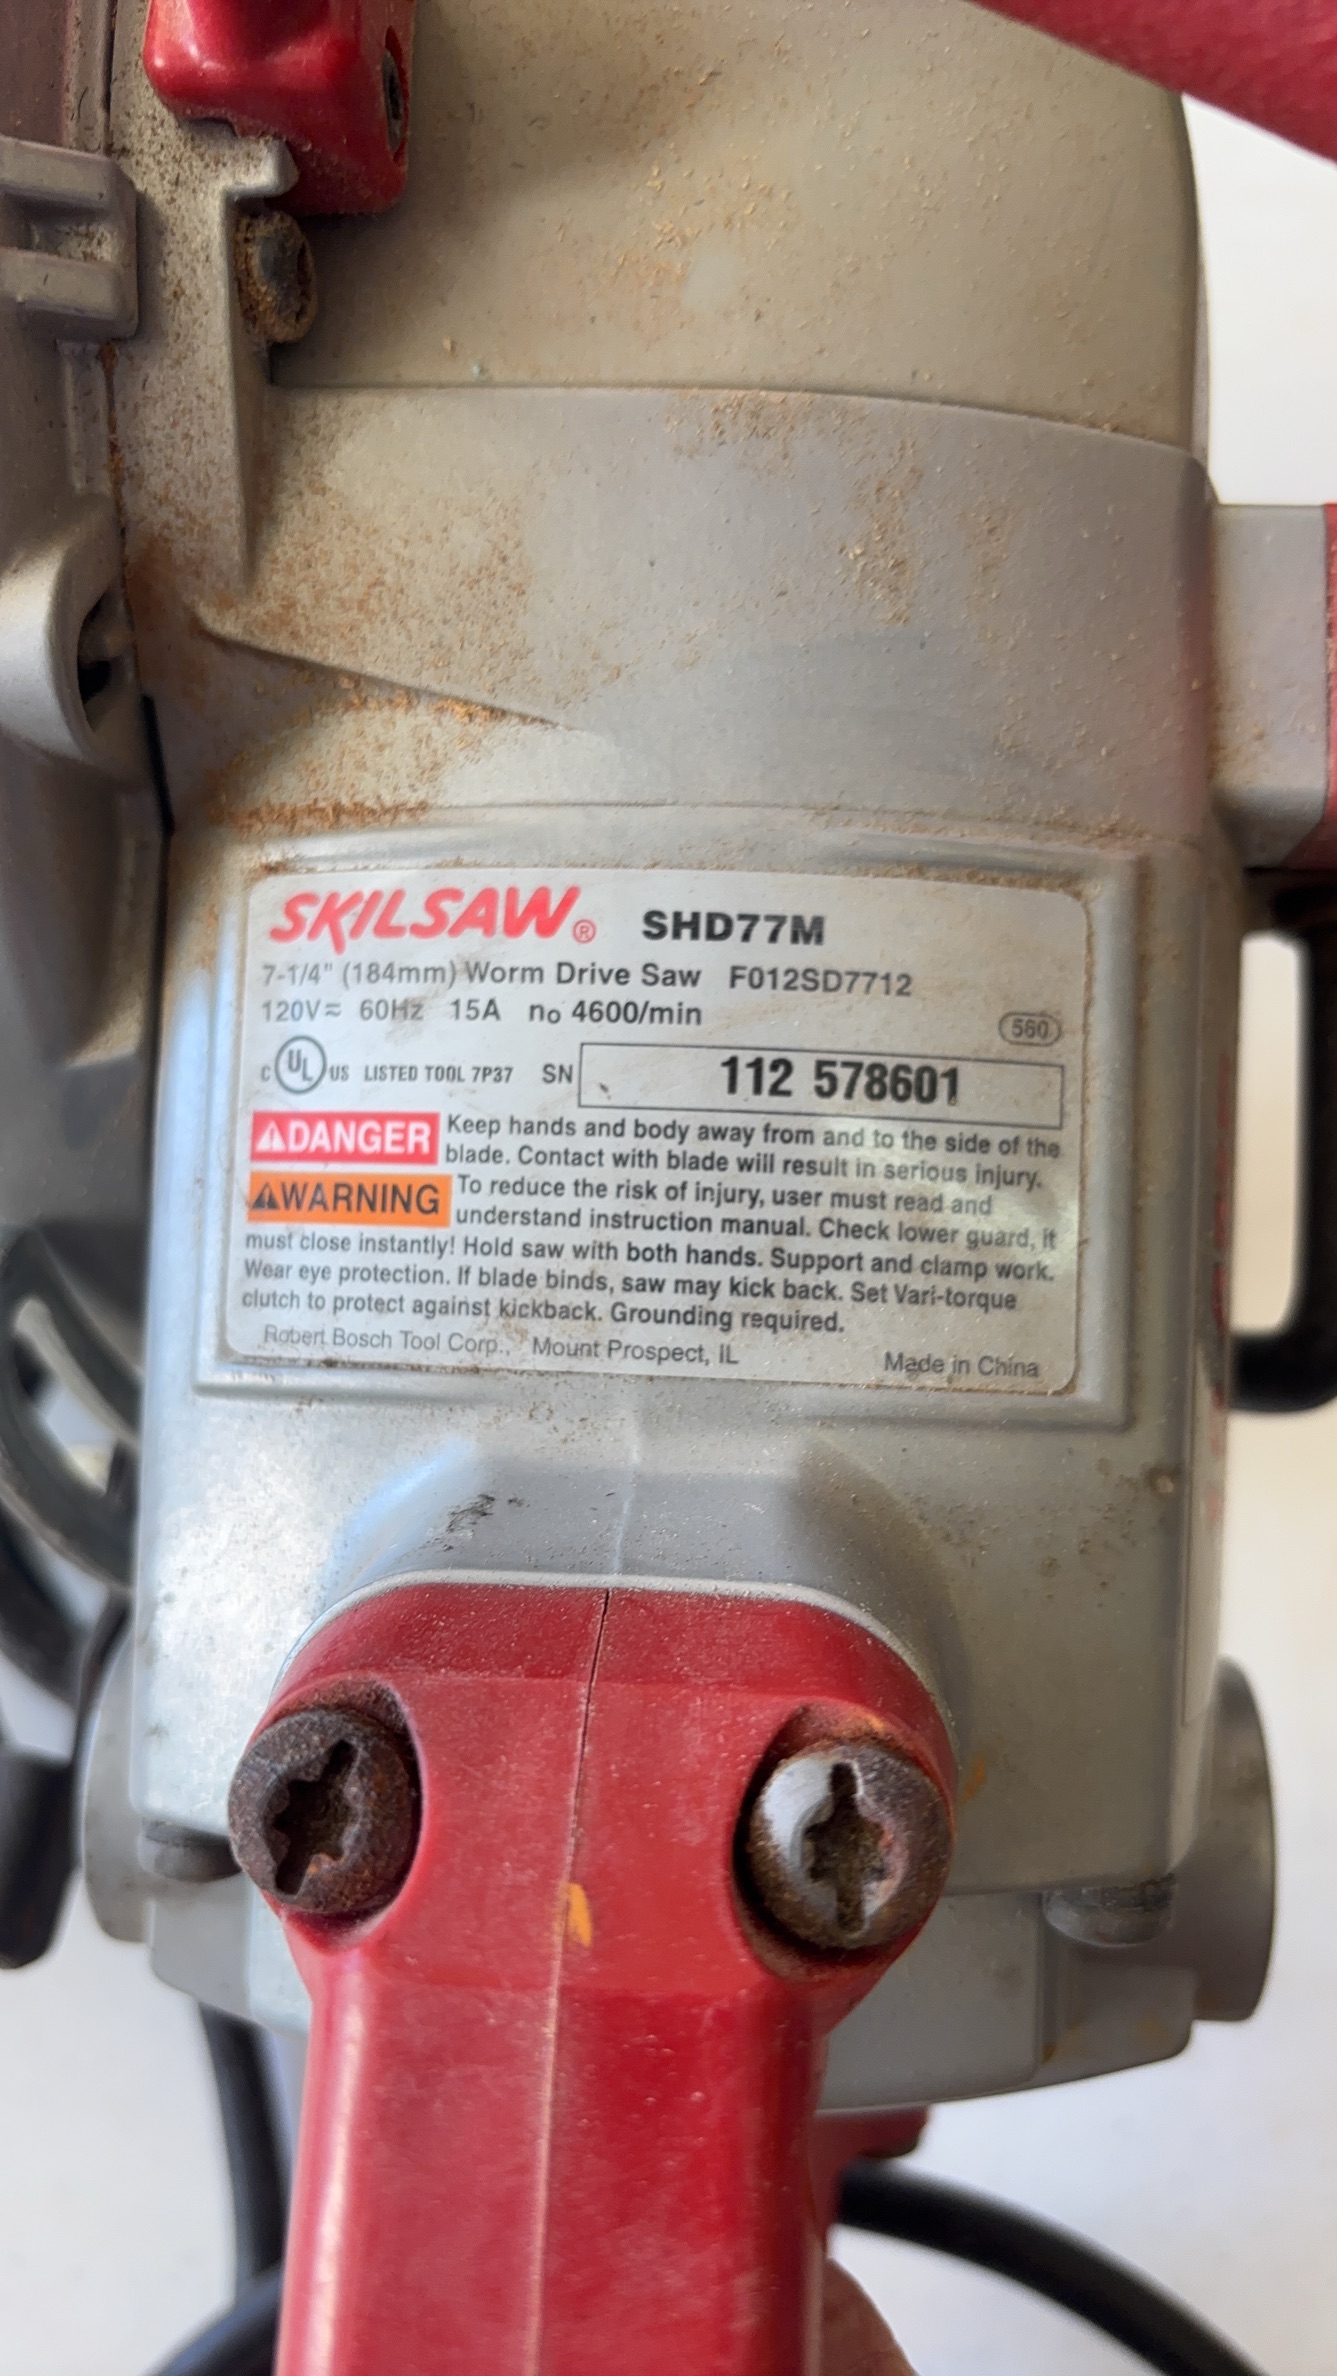 SKILSAW® SHD77M
7-1/4" (184mm) Worm Drive Saw F012SD7712
120V≂ 60Hz 15A no 4600/min
560
C UL US LISTED TOOL 7P37 SN 112 578601
⚠DANGER Keep hands and body away from and to the side of the
blade. Contact with blade will result in serious injury.
⚠WARNING To reduce the risk of injury, user must read and
understand instruction manual. Check lower guard, it
must close instantly! Hold saw with both hands. Support and clamp work.
Wear eye protection. If blade binds, saw may kick back. Set Vari-torque
clutch to protect against kickback. Grounding required.
Robert Bosch Tool Corp., Mount Prospect, IL Made in China